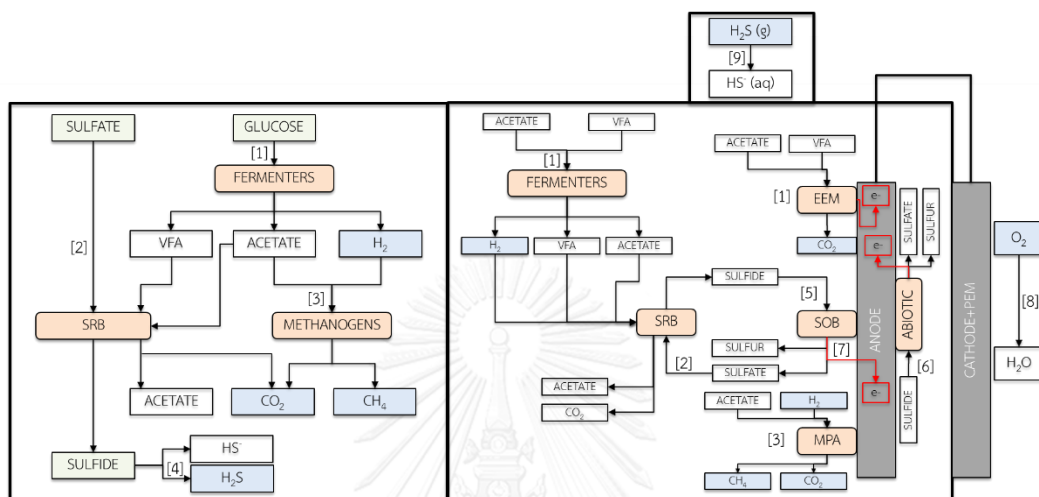 H₂S (g)
[9]
HS⁻ (aq)
SULFATE
GLUCOSE
[1]
FERMENTERS
[2]
VFA
ACETATE
H₂
[3]
SRB
METHANOGENS
ACETATE
CO₂
CH₄
SULFIDE
[4]
HS⁻
H₂S
ACETATE
VFA
[1]
FERMENTERS
H₂
VFA
ACETATE
SRB
[2]
ACETATE
CO₂
SULFIDE
[5]
SOB
SULFUR
[7]
SULFATE
ACETATE
H₂
[3]
MPA
CH₄
CO₂
ACETATE
VFA
[1]
EEM
CO₂
e-
e-
e-
ANODE
SULFATE
SULFUR
ABIOTIC
[6]
SULFIDE
CATHODE+PEM
O₂
[8]
H₂O